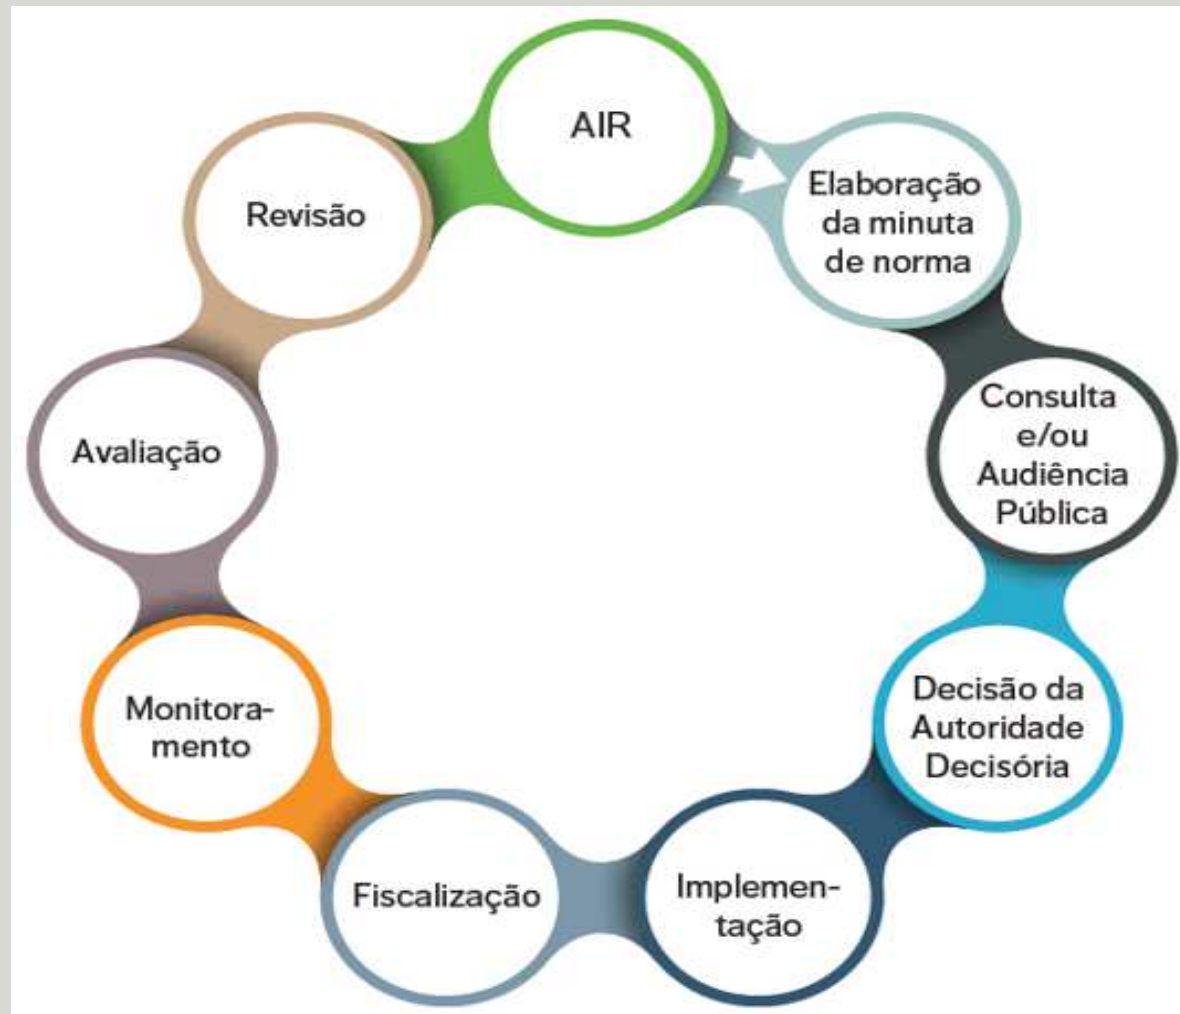 AIR
Elaboração
da minuta
de norma
Consulta
e/ou
Audiência
Pública
Decisão da
Autoridade
Decisória
Implemen-
tação
Fiscalização
Monitora-
mento
Avaliação
Revisão